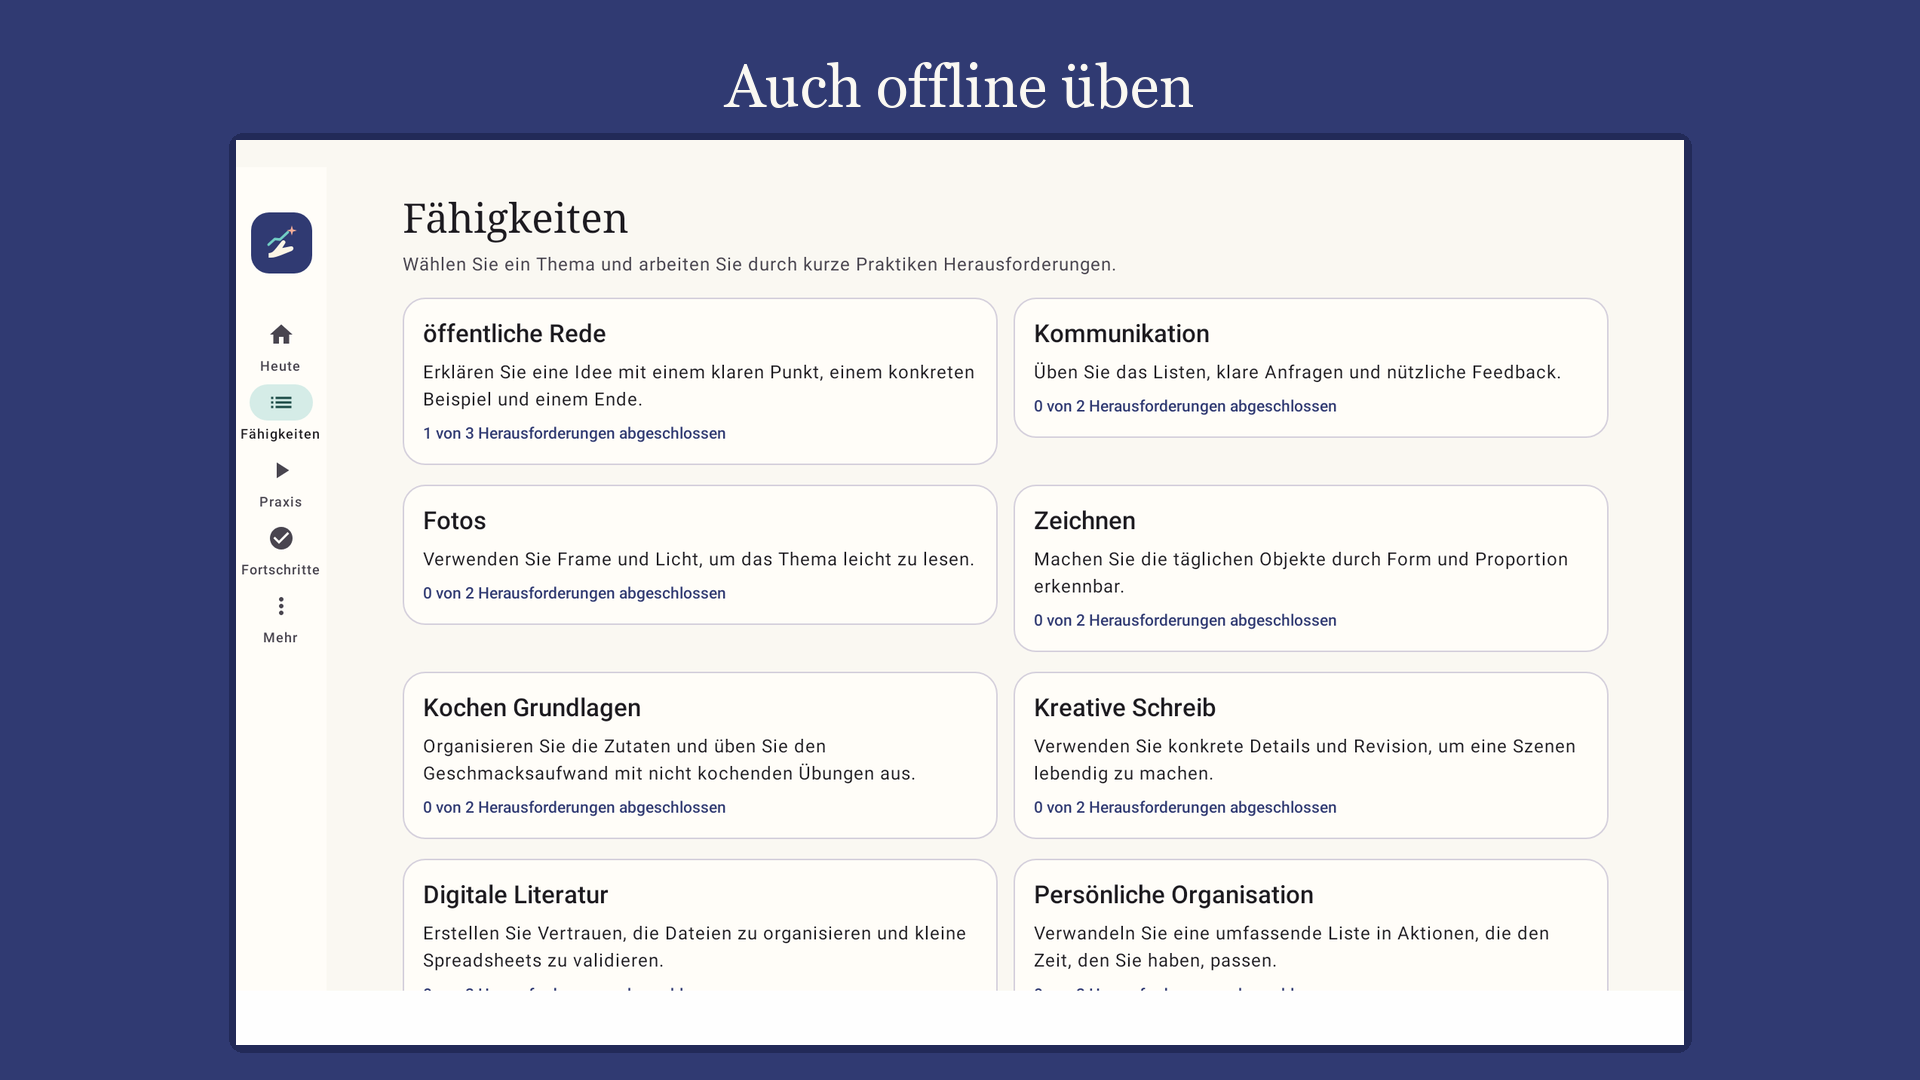 Auch offline üben
Fähigkeiten
Wählen Sie ein Thema und arbeiten Sie durch kurze Praktiken Herausforderungen.
Heute
Fähigkeiten
Praxis
Fortschritte
Mehr
öffentliche Rede
Erklären Sie eine Idee mit einem klaren Punkt, einem konkreten
Beispiel und einem Ende.
1 von 3 Herausforderungen abgeschlossen
Kommunikation
Üben Sie das Listen, klare Anfragen und nützliche Feedback.
0 von 2 Herausforderungen abgeschlossen
Fotos
Verwenden Sie Frame und Licht, um das Thema leicht zu lesen.
0 von 2 Herausforderungen abgeschlossen
Zeichnen
Machen Sie die täglichen Objekte durch Form und Proportion
erkennbar.
0 von 2 Herausforderungen abgeschlossen
Kochen Grundlagen
Organisieren Sie die Zutaten und üben Sie den
Geschmacksaufwand mit nicht kochenden Übungen aus.
0 von 2 Herausforderungen abgeschlossen
Kreative Schreib
Verwenden Sie konkrete Details und Revision, um eine Szenen
lebendig zu machen.
0 von 2 Herausforderungen abgeschlossen
Digitale Literatur
Erstellen Sie Vertrauen, die Dateien zu organisieren und kleine
Spreadsheets zu validieren.
Persönliche Organisation
Verwandeln Sie eine umfassende Liste in Aktionen, die den
Zeit, den Sie haben, passen.